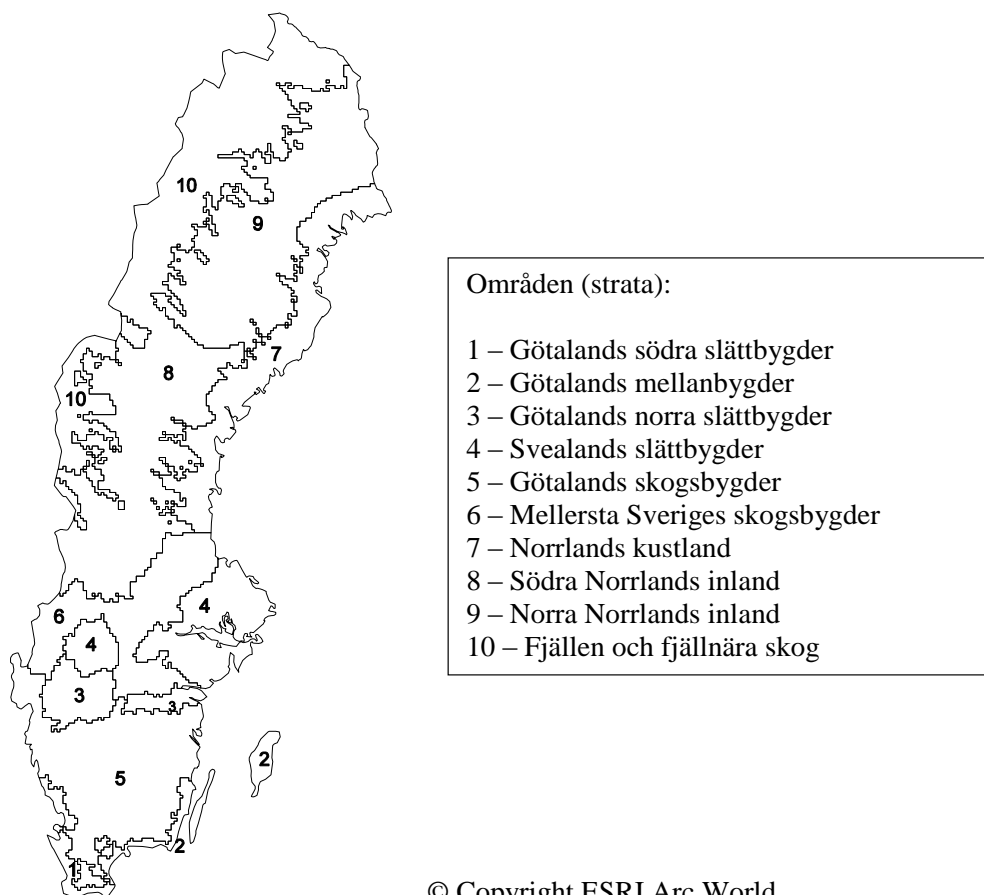 10
9
7
8
10
6
4
4
3
3
5
2
2
1
Områden (strata):
1 – Götalands södra slättbygder
2 – Götalands mellanbygder
3 – Götalands norra slättbygder
4 – Svealands slättbygder
5 – Götalands skogsbygder
6 – Mellersta Sveriges skogsbygder
7 – Norrlands kustland
8 – Södra Norrlands inland
9 – Norra Norrlands inland
10 – Fjällen och fjällnära skog
© Copyright ESRI Arc World